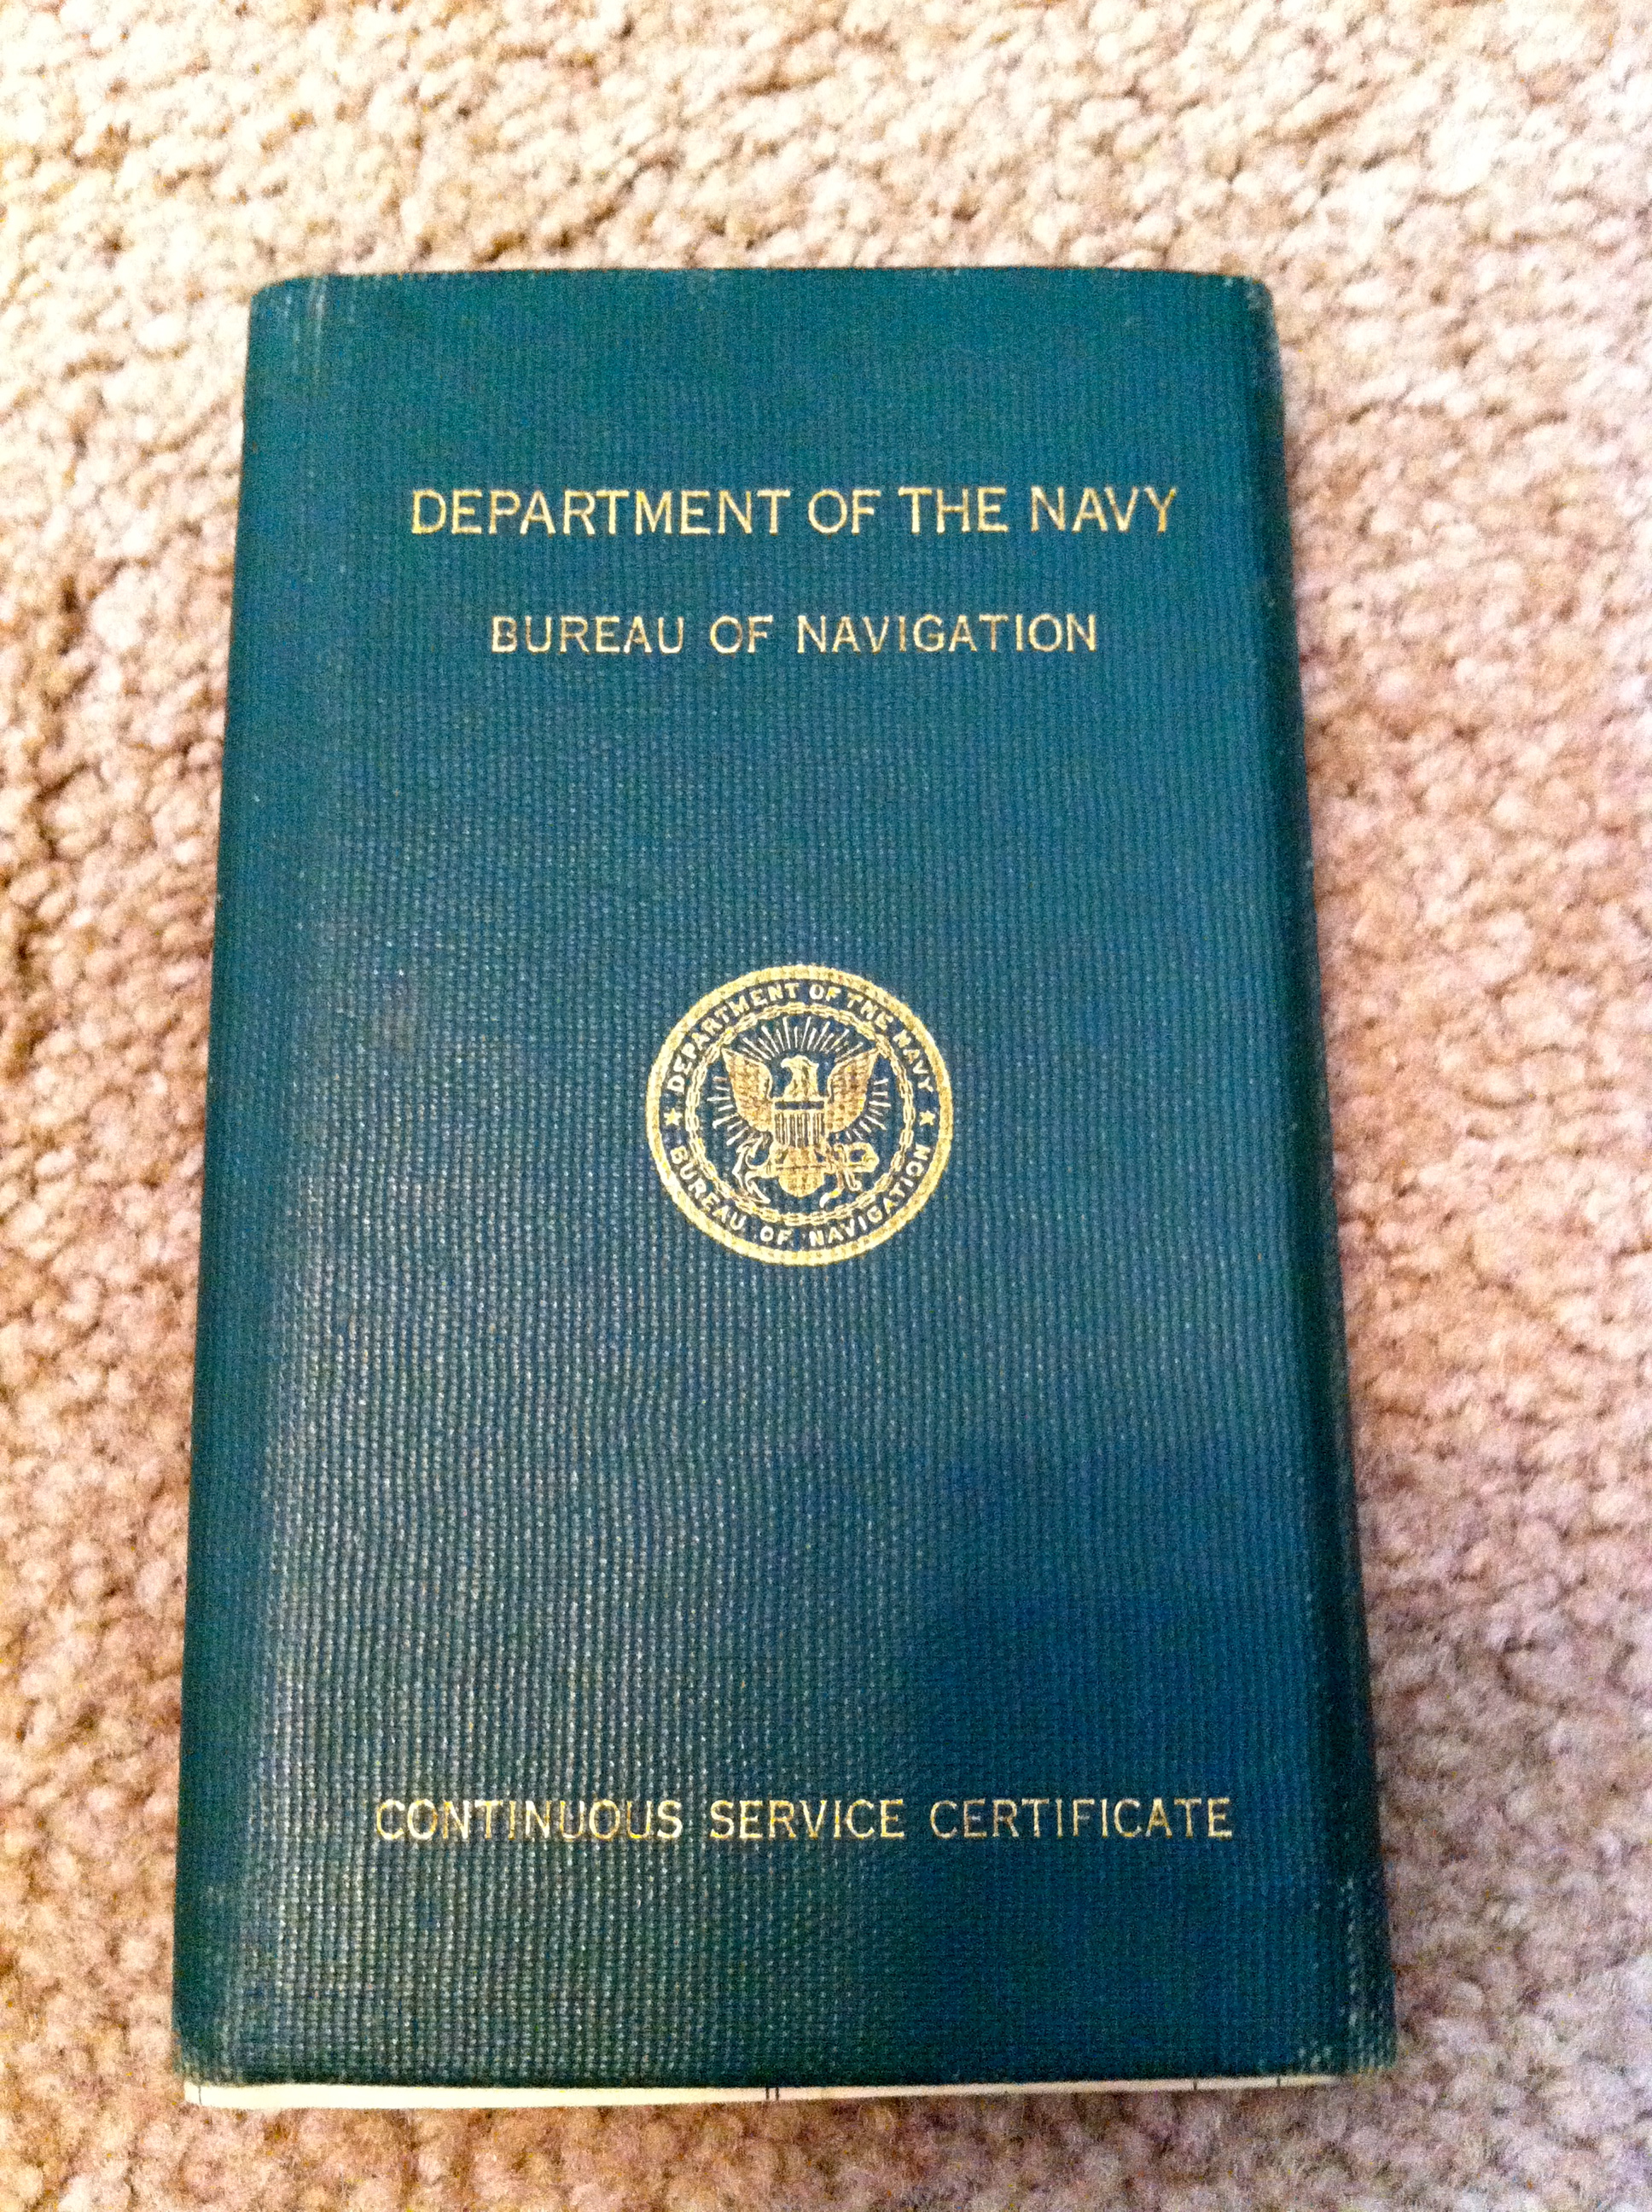 DEPARTMENT OF THE NAVY
BUREAU OF NAVIGATION
DEPARTMENT OF THE NAVY
BUREAU OF NAVIGATION
CONTINUOUS SERVICE CERTIFICATE